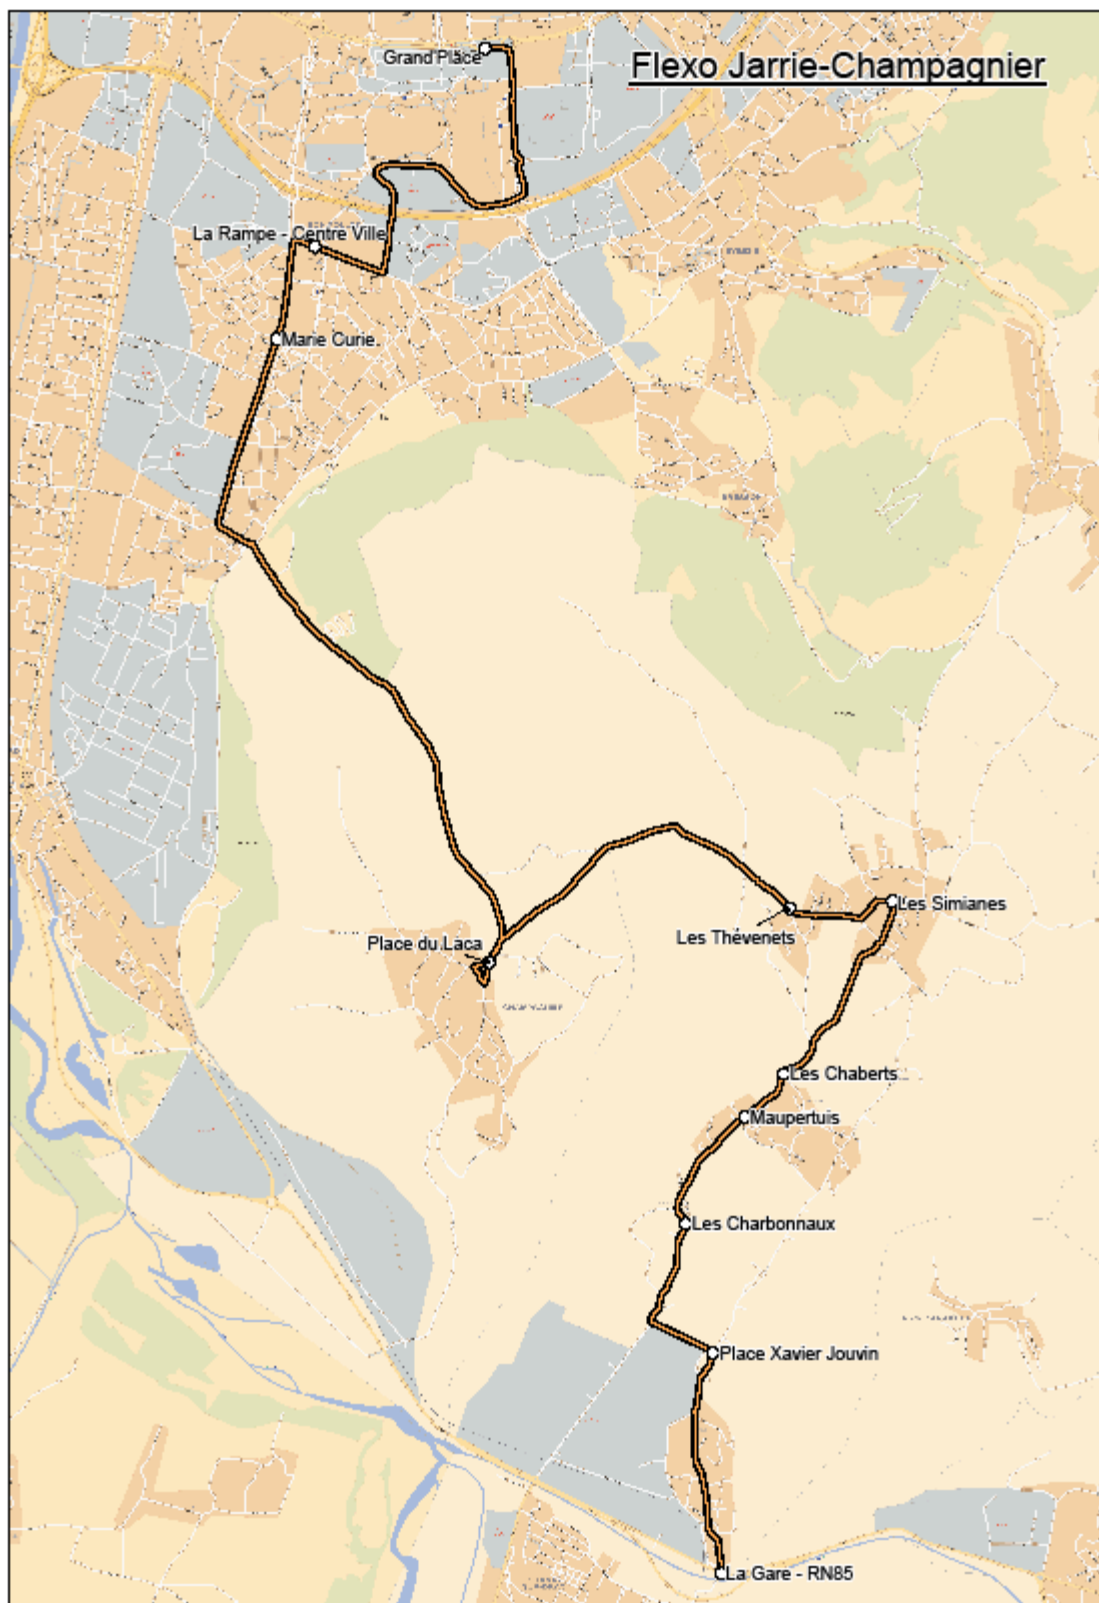 Grand'Place
Flexo Jarrie-Champagnier
La Rampe - Centre Ville
Marie Curie
Les Simianes
Les Thévenets
Place du Laca
Les Chaberts
Maupertuis
Les Charbonnaux
Place Xavier Jouvin
La Gare - RN85